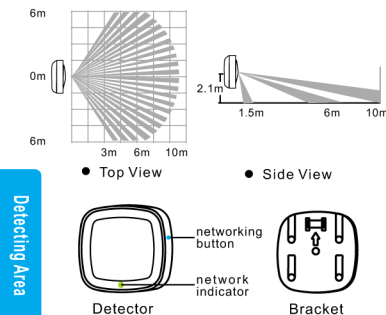 6m
0m
6m
3m 6m 10m
● Top View
2.1m
1.5m 6m 10m
● Side View
Detecting Area
networking
button
network
indicator
Detector
Bracket